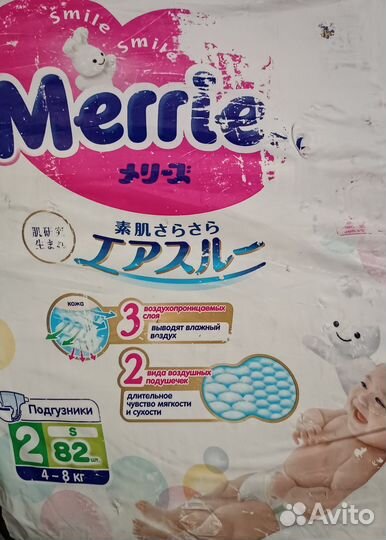 Smile Smile
Merrie
メリーズ
素肌さらさら
エアスルー
кожа
3 воздухопроницаемых
слоя
выводят влажный
воздух
2 вида воздушных
подушечек
длительное
чувство мягкости
и сухости
Подгузники
2 S
82 шт.
4 – 8 кг
Avito